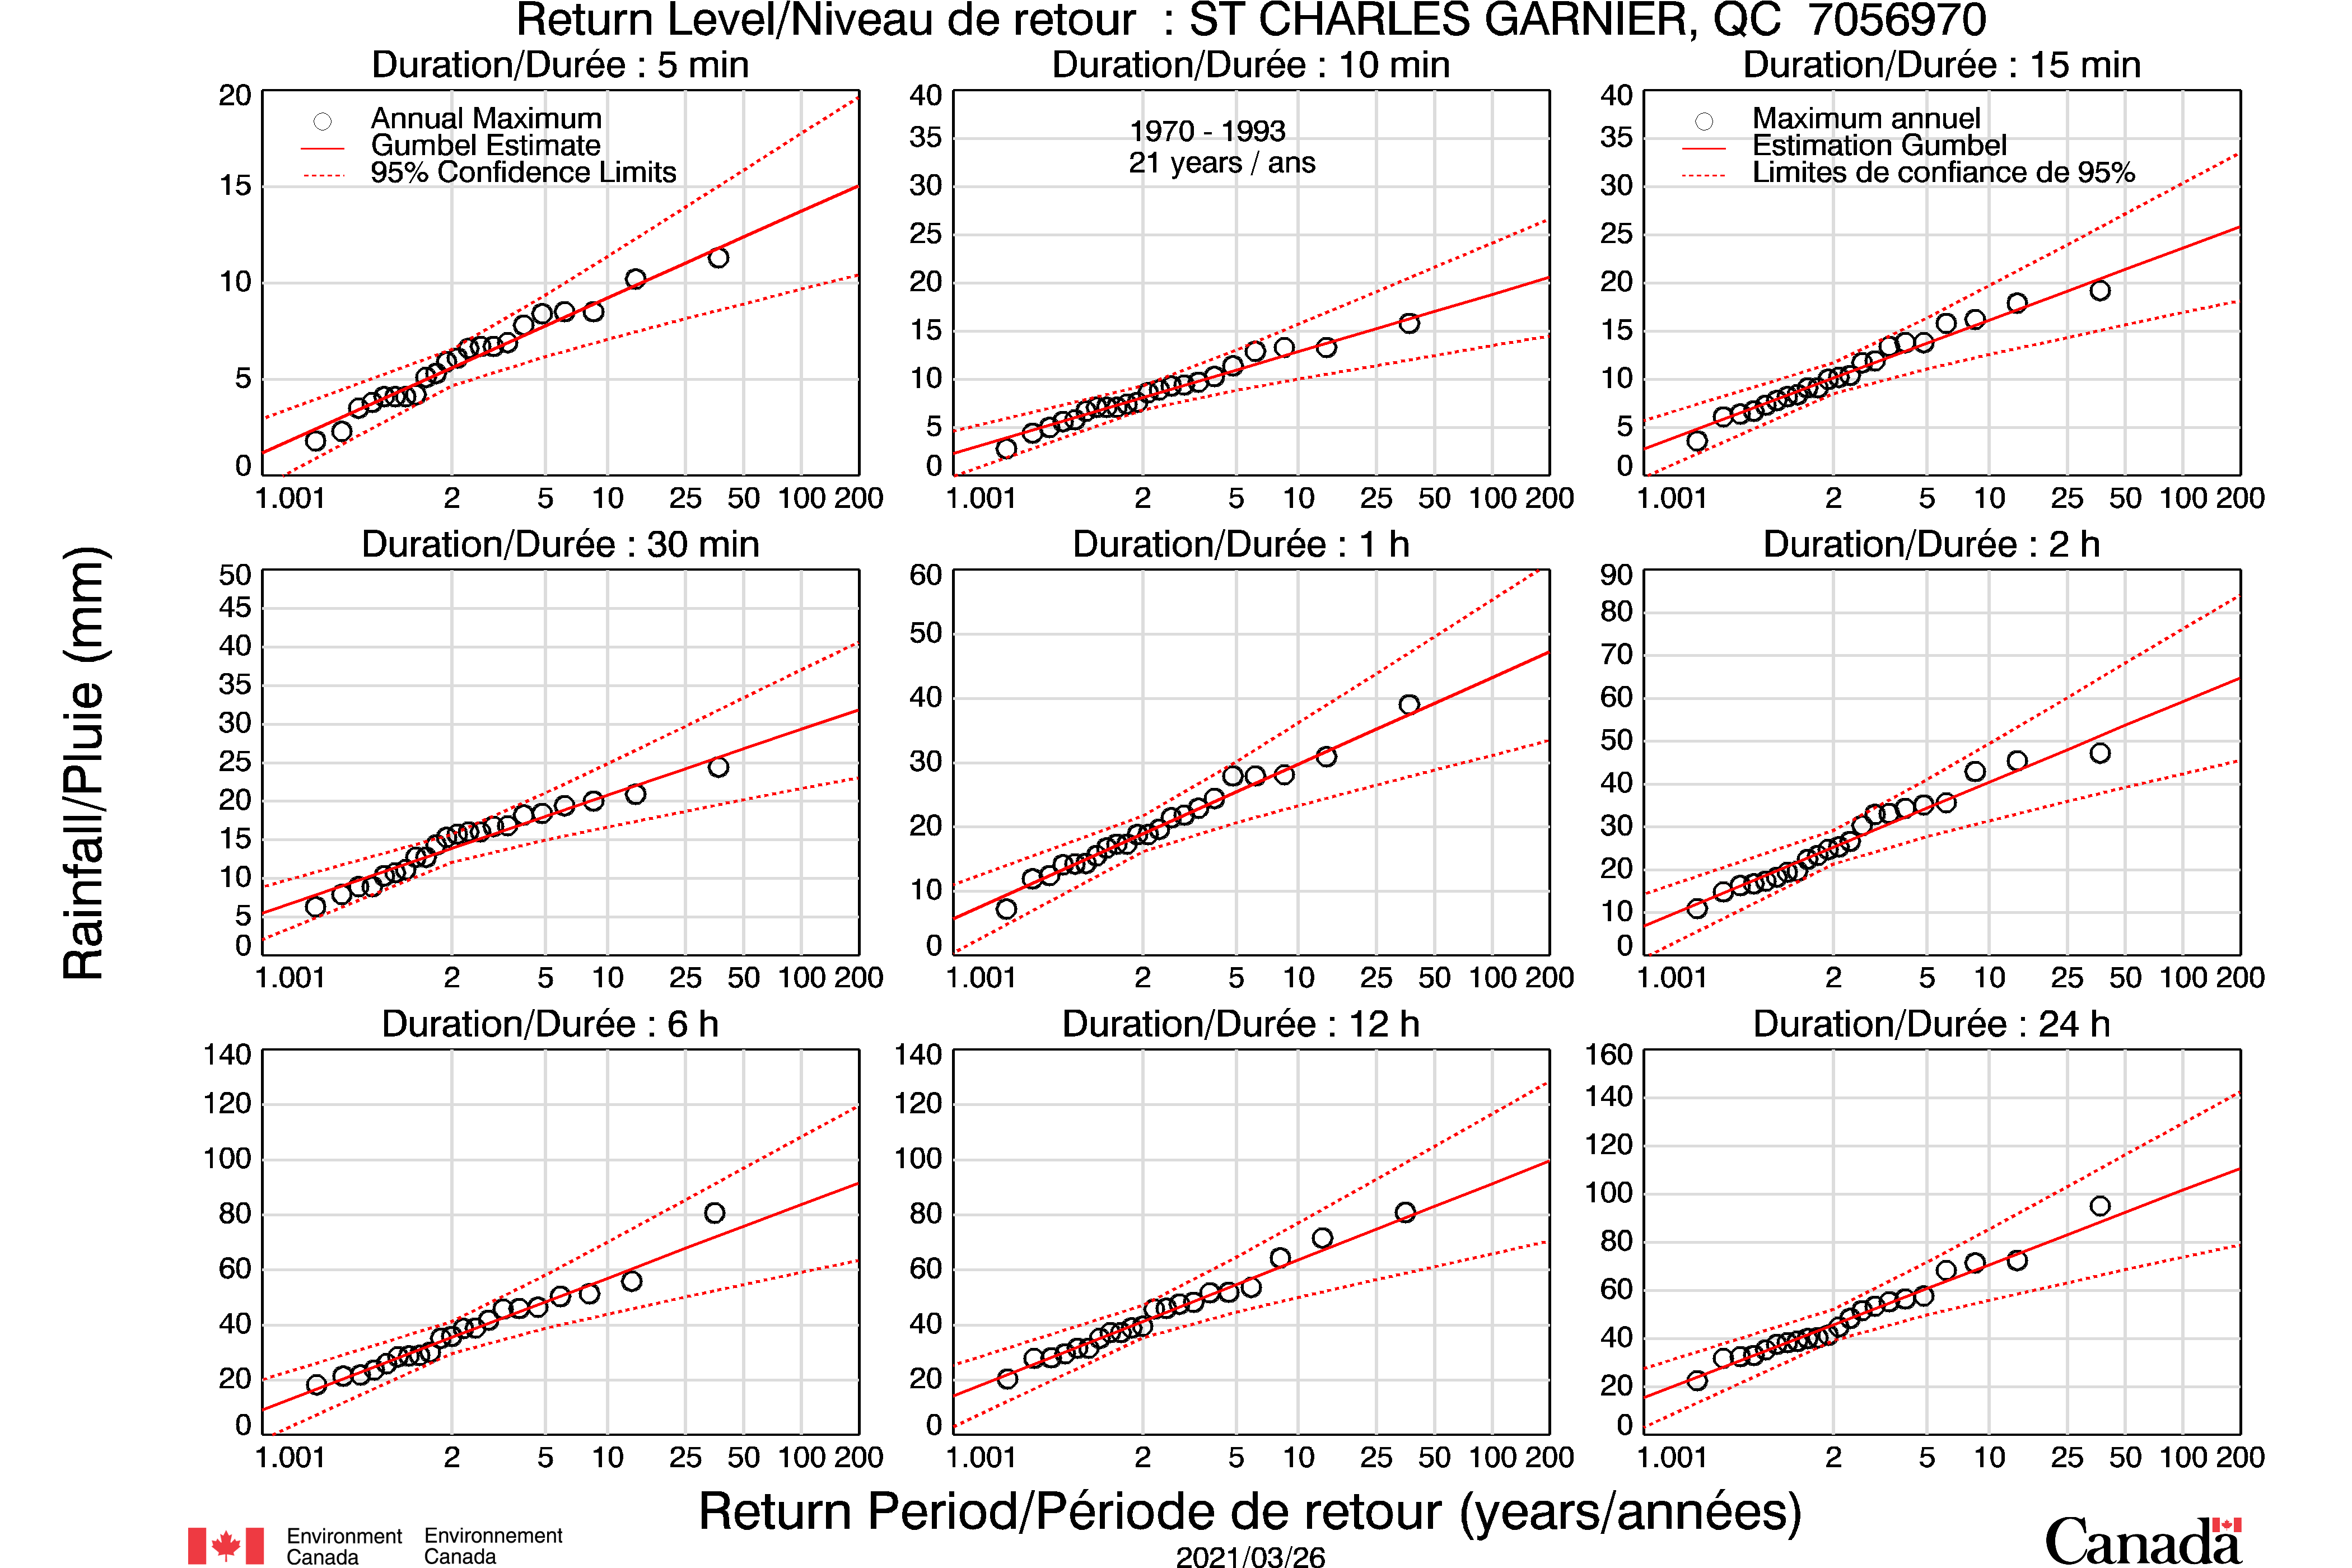 Return Level/Niveau de retour : ST CHARLES GARNIER, QC 7056970
Duration/Durée : 5 min
20
15
10
5
0
Annual Maximum
Gumbel Estimate
95% Confidence Limits
1.001 2 5 10 25 50 100 200
Duration/Durée : 10 min
40
35
30
25
20
15
10
5
0
1970 - 1993
21 years / ans
1.001 2 5 10 25 50 100 200
Duration/Durée : 15 min
40
35
30
25
20
15
10
5
0
Maximum annuel
Estimation Gumbel
Limites de confiance de 95%
1.001 2 5 10 25 50 100 200
Rainfall/Pluie (mm)
Duration/Durée : 30 min
50
45
40
35
30
25
20
15
10
5
0
1.001 2 5 10 25 50 100 200
Duration/Durée : 1 h
60
50
40
30
20
10
0
1.001 2 5 10 25 50 100 200
Duration/Durée : 2 h
90
80
70
60
50
40
30
20
10
0
1.001 2 5 10 25 50 100 200
Duration/Durée : 6 h
140
120
100
80
60
40
20
0
1.001 2 5 10 25 50 100 200
Duration/Durée : 12 h
140
120
100
80
60
40
20
0
1.001 2 5 10 25 50 100 200
Duration/Durée : 24 h
160
140
120
100
80
60
40
20
0
1.001 2 5 10 25 50 100 200
Return Period/Période de retour (years/années)
Environment
Canada
Environnement
Canada
2021/03/26
Canada